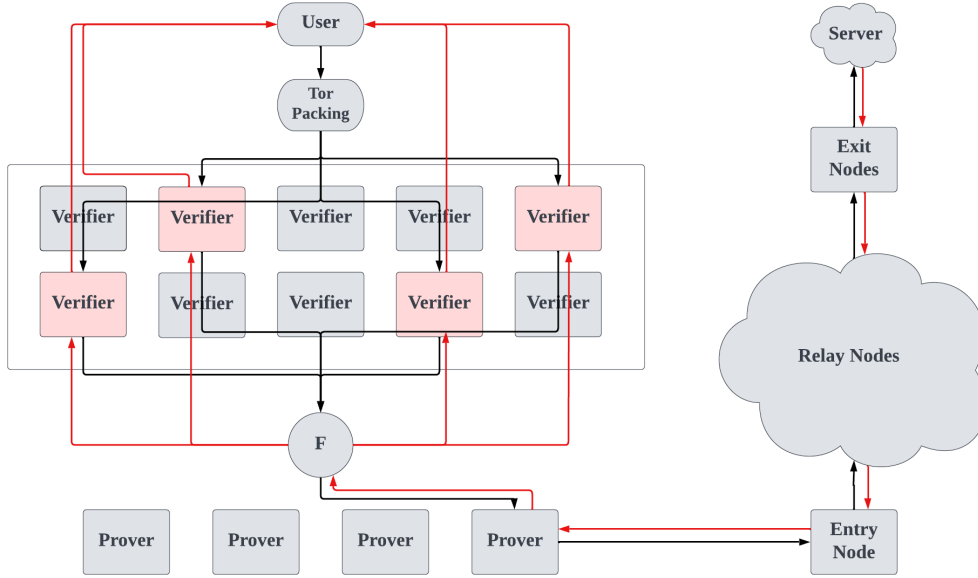 User
Server
Tor
Packing
Exit
Nodes
Verifier
Verifier
Verifier
Verifier
Verifier
Verifier
Verifier
Verifier
Verifier
Verifier
Relay Nodes
F
Prover
Prover
Prover
Prover
Entry
Node